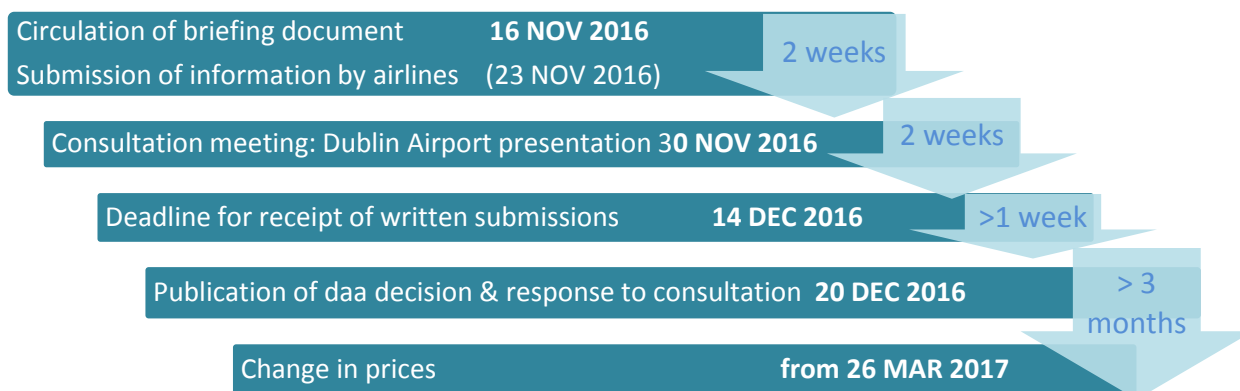 Circulation of briefing document 16 NOV 2016
2 weeks
Submission of information by airlines (23 NOV 2016)
Consultation meeting: Dublin Airport presentation 30 NOV 2016
2 weeks
Deadline for receipt of written submissions 14 DEC 2016
>1 week
Publication of daa decision & response to consultation 20 DEC 2016
> 3
months
Change in prices from 26 MAR 2017